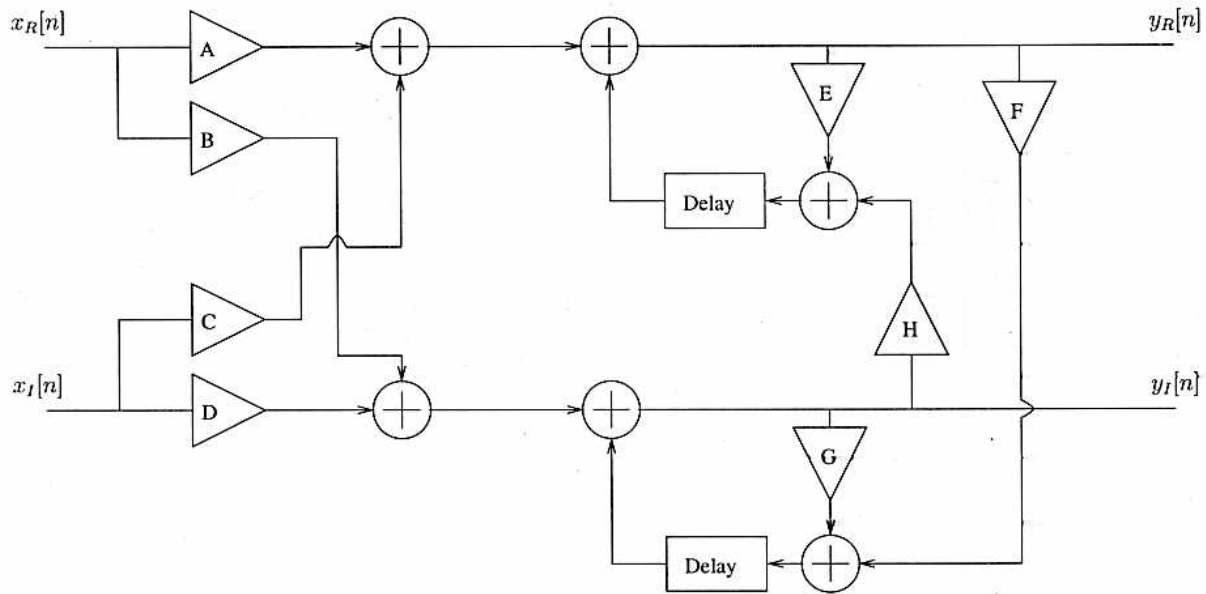 x_R[n]
y_R[n]
A
E
B
F
Delay
C
H
x_I[n]
y_I[n]
D
G
Delay